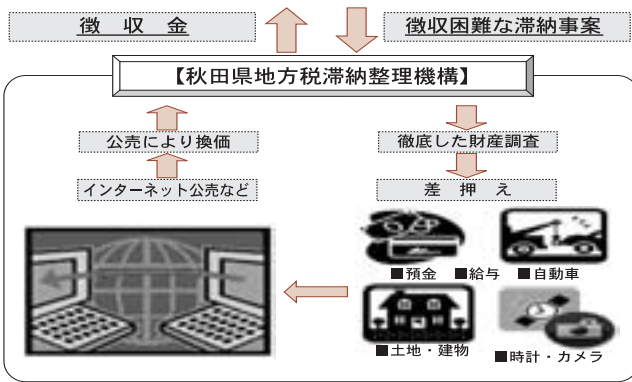 徴収金
徴収困難な滞納事案
【秋田県地方税滞納整理機構】
公売により換価
徹底した財産調査
インターネット公売など
差押え
■預金 ■給与 ■自動車
■土地・建物
■時計・カメラ